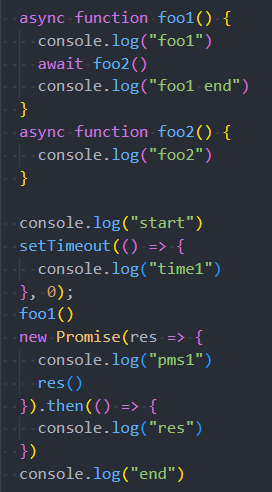 async function foo1() {
  console.log("foo1")
  await foo2()
  console.log("foo1 end")
}
async function foo2() {
  console.log("foo2")
}

console.log("start")
setTimeout(() => {
  console.log("time1")
}, 0);
foo1()
new Promise(res => {
  console.log("pms1")
  res()
}).then(() => {
  console.log("res")
})
console.log("end")